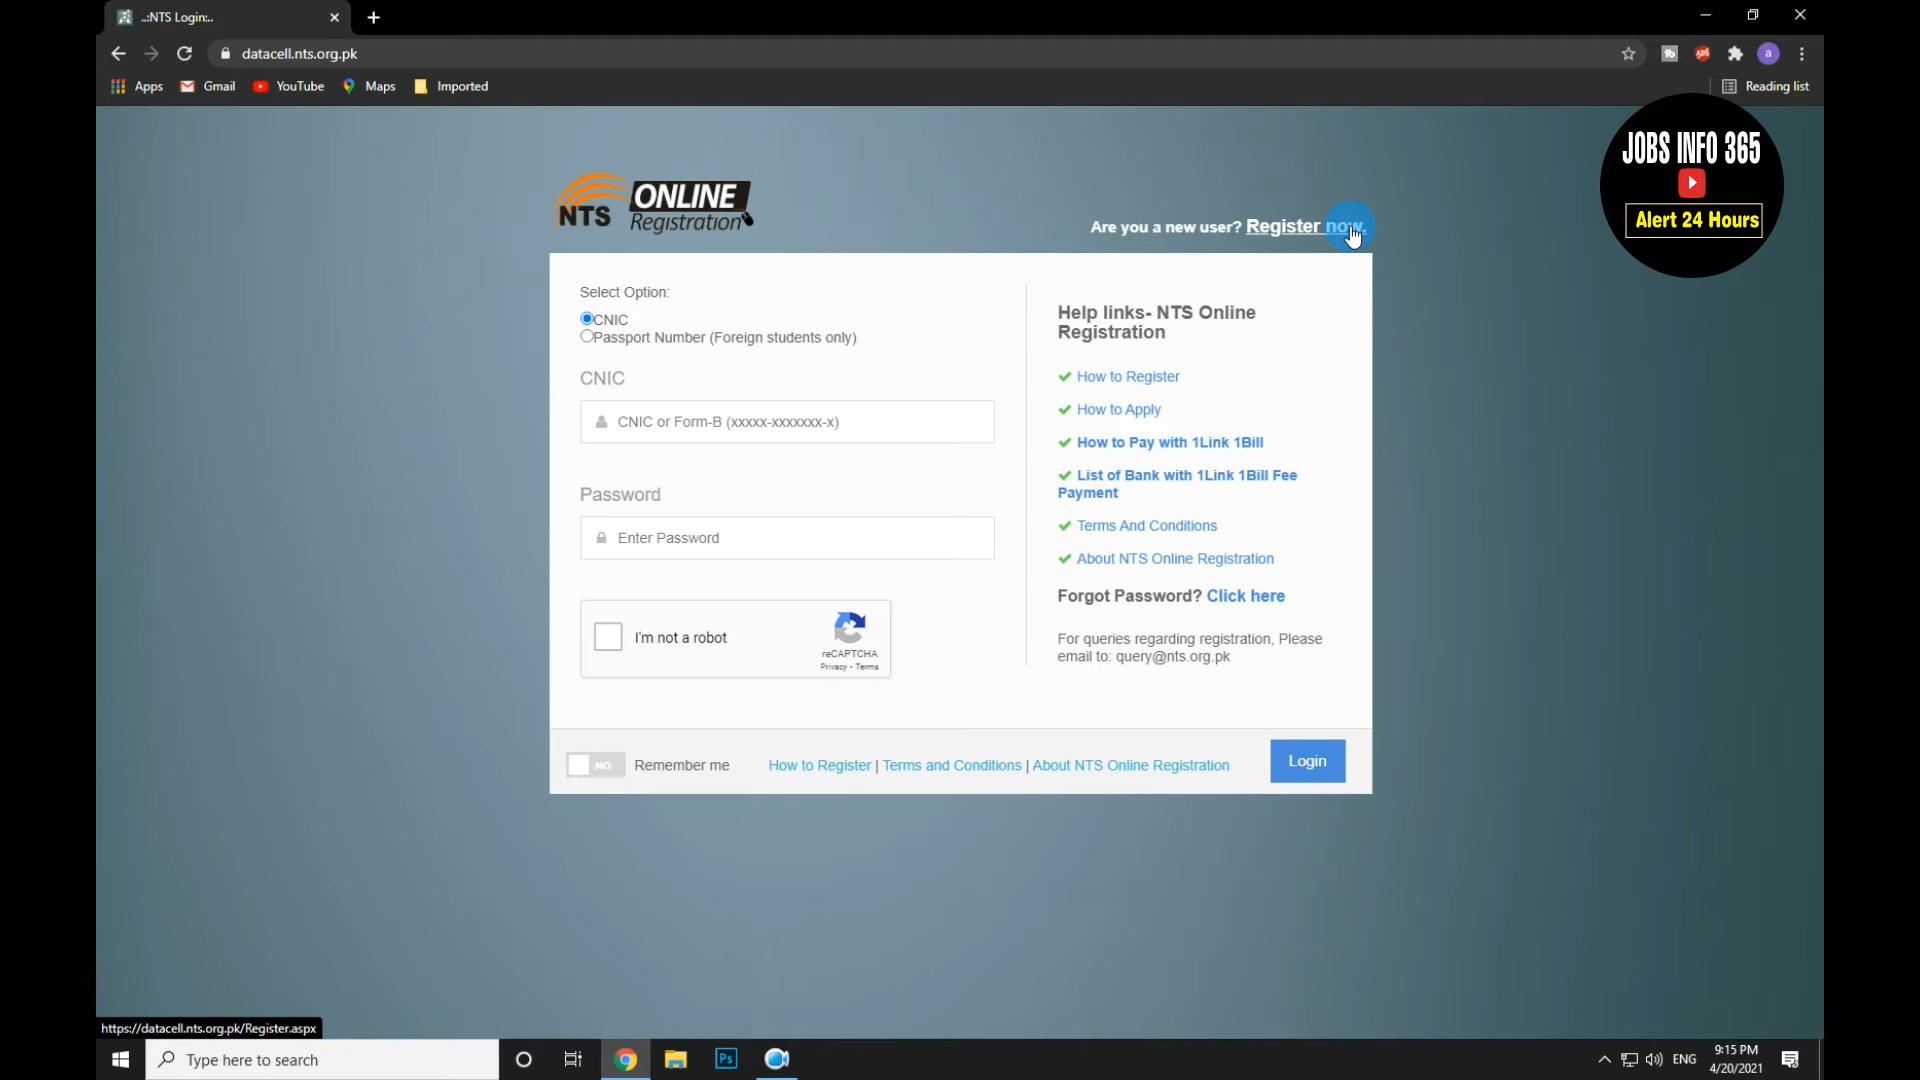 ..:NTS Login:..
datacell.nts.org.pk
a
Apps
Gmail
YouTube
Maps
Imported
Reading list
JOBS INFO 365
Alert 24 Hours
NTS ONLINE
Registration
Are you a new user? Register now.
Select Option:
CNIC
Passport Number (Foreign students only)
CNIC
CNIC or Form-B (xxxxx-xxxxxxx-x)
Password
Enter Password
I'm not a robot
reCAPTCHA
Privacy • Terms
Help links- NTS Online
Registration
How to Register
How to Apply
How to Pay with 1Link 1Bill
List of Bank with 1Link 1Bill Fee
Payment
Terms And Conditions
About NTS Online Registration
Forgot Password? Click here
For queries regarding registration, Please
email to: query@nts.org.pk
NO
Remember me
How to Register | Terms and Conditions | About NTS Online Registration
Login
https://datacell.nts.org.pk/Register.aspx
Type here to search
Ps
ENG
9:15 PM
4/20/2021